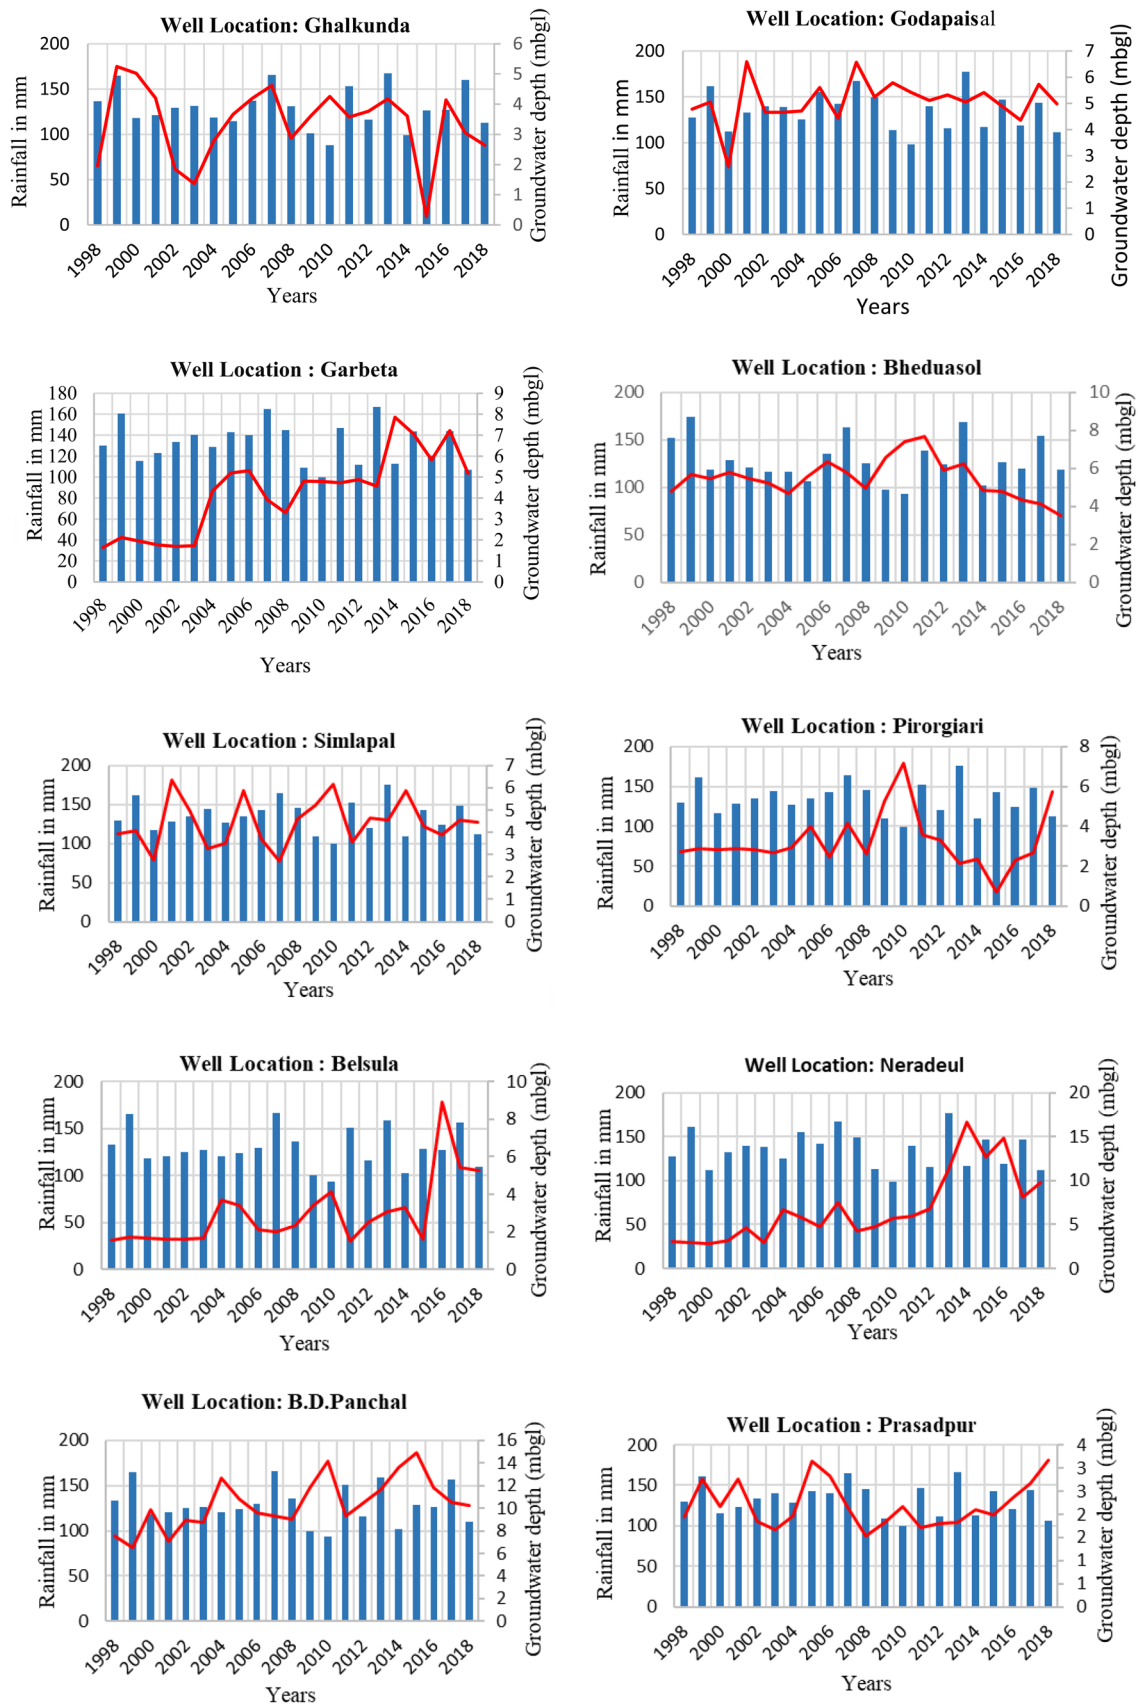 Well Location: Ghalkunda
Rainfall in mm
200
150
100
50
0
6
5
4
3
2
1
0
Groundwater depth (mbgl)
1998 2000 2002 2004 2006 2008 2010 2012 2014 2016 2018
Years
Well Location: Godapaisal
Rainfall in mm
200
150
100
50
0
7
6
5
4
3
2
1
0
Groundwater depth (mbgl)
1998 2000 2002 2004 2006 2008 2010 2012 2014 2016 2018
Years
Well Location : Garbeta
Rainfall in mm
180
160
140
120
100
80
60
40
20
0
9
8
7
6
5
4
3
2
1
0
Groundwater depth (mbgl)
1998 2000 2002 2004 2006 2008 2010 2012 2014 2016 2018
Years
Well Location : Bheduasol
Rainfall in mm
200
150
100
50
0
10
8
6
4
2
0
Groundwater depth (mbgl)
1998 2000 2002 2004 2006 2008 2010 2012 2014 2016 2018
Years
Well Location : Simlapal
Rainfall in mm
200
150
100
50
0
7
6
5
4
3
2
1
0
Groundwater depth (mbgl)
1998 2000 2002 2004 2006 2008 2010 2012 2014 2016 2018
Years
Well Location : Pirorgiari
Rainfall in mm
200
150
100
50
0
8
6
4
2
0
Groundwater depth (mbgl)
1998 2000 2002 2004 2006 2008 2010 2012 2014 2016 2018
Years
Well Location : Belsula
Rainfall in mm
200
150
100
50
0
10
8
6
4
2
0
Groundwater depth (mbgl)
1998 2000 2002 2004 2006 2008 2010 2012 2014 2016 2018
Years
Well Location: Neradeul
Rainfall in mm
200
150
100
50
0
20
15
10
5
0
Groundwater depth (mbgl)
1998 2000 2002 2004 2006 2008 2010 2012 2014 2016 2018
Years
Well Location: B.D.Panchal
Rainfall in mm
200
150
100
50
0
16
14
12
10
8
6
4
2
0
Groundwater depth (mbgl)
1998 2000 2002 2004 2006 2008 2010 2012 2014 2016 2018
Years
Well Location : Prasadpur
Rainfall in mm
200
150
100
50
0
4
3
3
2
2
1
1
0
Groundwater depth (mbgl)
1998 2000 2002 2004 2006 2008 2010 2012 2014 2016 2018
Years